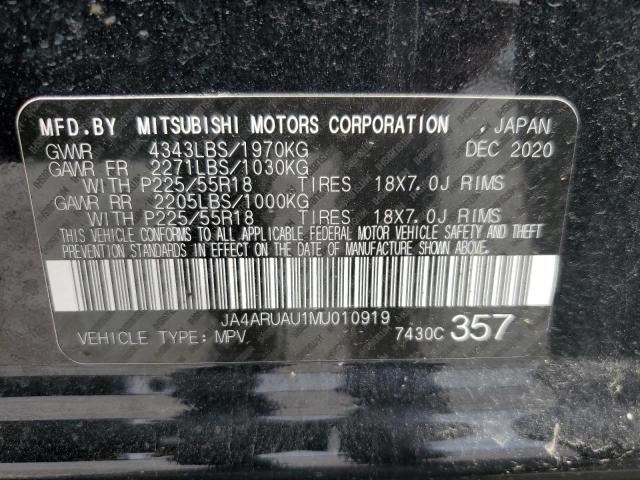 MFD.BY MITSUBISHI MOTORS CORPORATION , JAPAN
GVWR 4343LBS/1970KG DEC 2020
GAWR FR 2271LBS/1030KG
WITH P225/55R18 TIRES 18X7.0J RIMS
GAWR RR 2205LBS/1000KG
WITH P225/55R18 TIRES 18X7.0J RIMS
THIS VEHICLE CONFORMS TO ALL APPLICABLE FEDERAL MOTOR VEHICLE SAFETY AND THEFT
PREVENTION STANDARDS IN EFFECT ON THE DATE OF MANUFACTURE SHOWN ABOVE.
JA4ARUAU1MU010919
VEHICLE TYPE: MPV 7430C 357